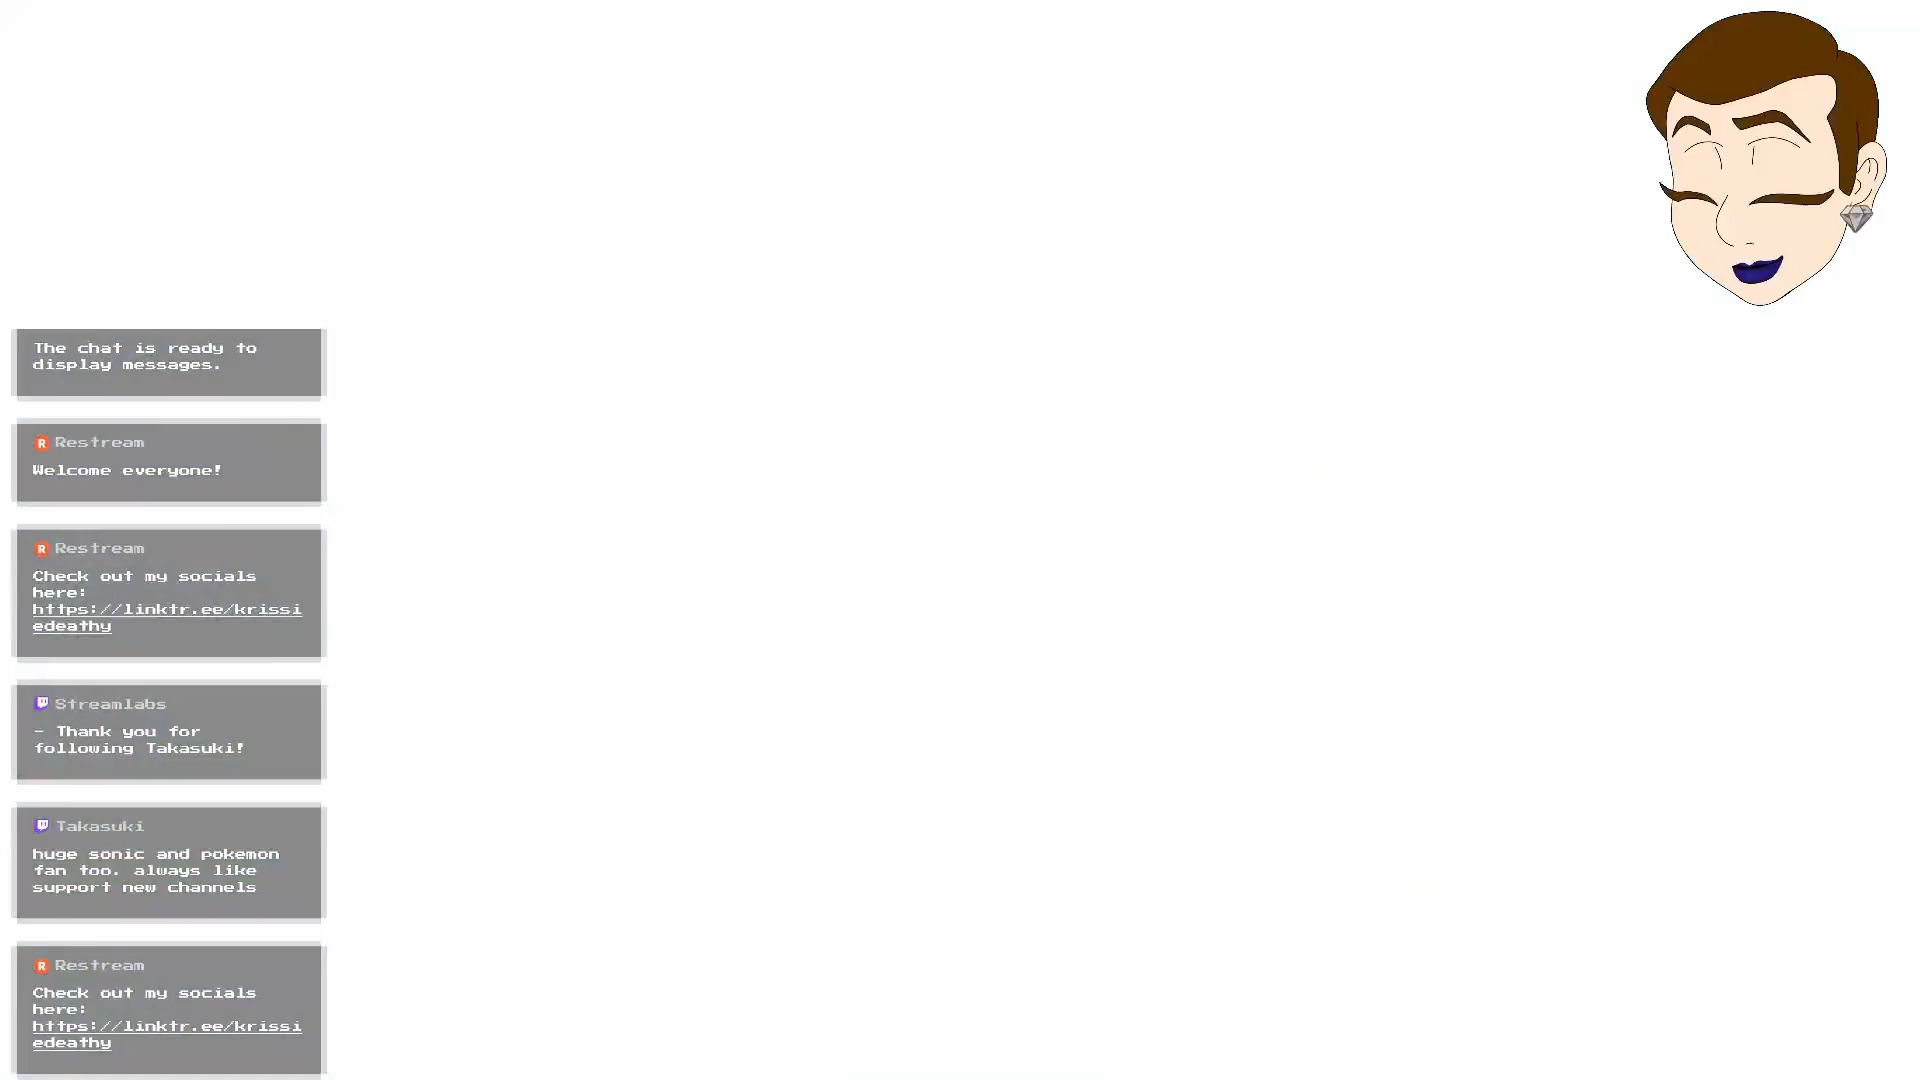 The chat is ready to
display messages.
Restream
Welcome everyone!
Restream
Check out my socials
here:
https://linktr.ee/krissi
edeathy
Streamlabs
- Thank you for
following Takasuki!
Takasuki
huge sonic and pokemon
fan too. always like
support new channels
Restream
Check out my socials
here:
https://linktr.ee/krissi
edeathy